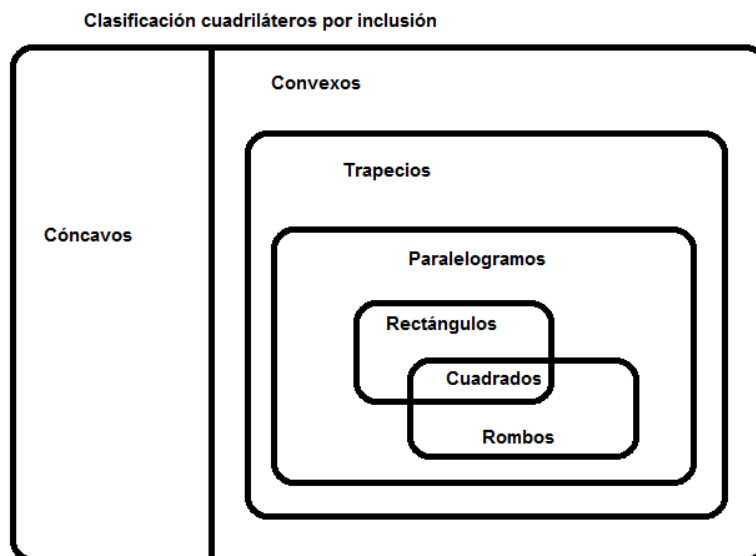 Clasificación cuadriláteros por inclusión
Convexos
Trapecios
Cóncavos
Paralelogramos
Rectángulos
Cuadrados
Rombos